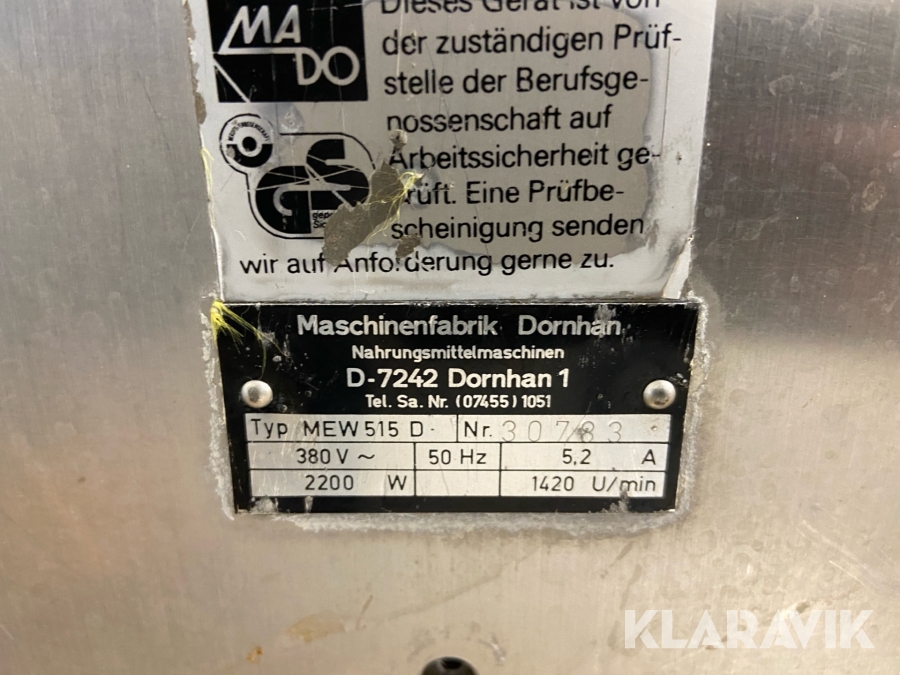 MA
DO
Dieses Gerät ist von
der zuständigen Prüf-
stelle der Berufsge-
nossenschaft auf
Arbeitssicherheit ge-
prüft. Eine Prüfbe-
scheinigung senden
wir auf Anforderung gerne zu.
GS
Maschinenfabrik Dornhan
Nahrungsmittelmaschinen
D-7242 Dornhan 1
Tel. Sa. Nr. (07455) 1051
Typ MEW 515 D Nr. 30783
380 V ~ 50 Hz 5,2 A
2200 W 1420 U/min
KLARAVIK